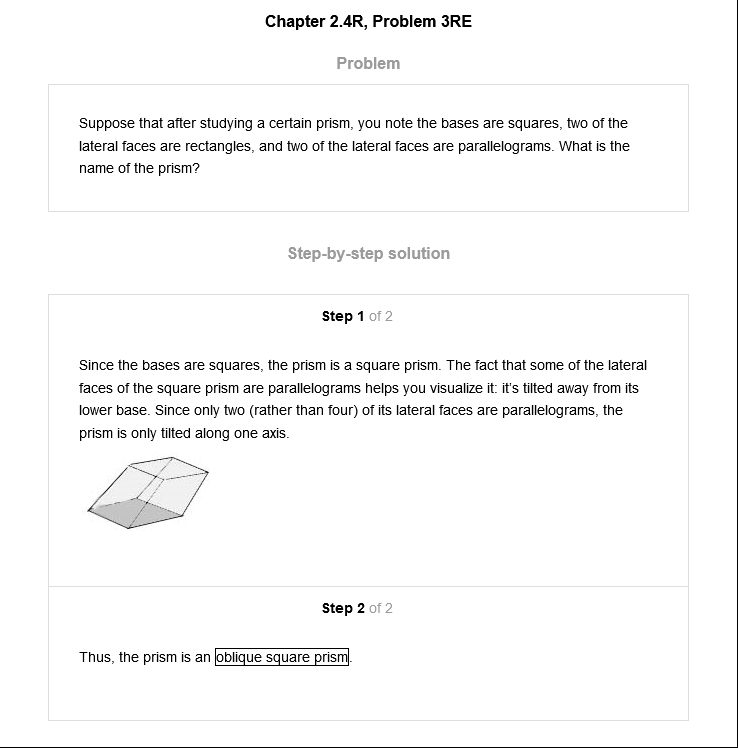 Chapter 2.4R, Problem 3RE
Problem
Suppose that after studying a certain prism, you note the bases are squares, two of the
lateral faces are rectangles, and two of the lateral faces are parallelograms. What is the
name of the prism?
Step-by-step solution
Step 1 of 2
Since the bases are squares, the prism is a square prism. The fact that some of the lateral
faces of the square prism are parallelograms helps you visualize it: it's tilted away from its
lower base. Since only two (rather than four) of its lateral faces are parallelograms, the
prism is only tilted along one axis.
Step 2 of 2
Thus, the prism is an oblique square prism.